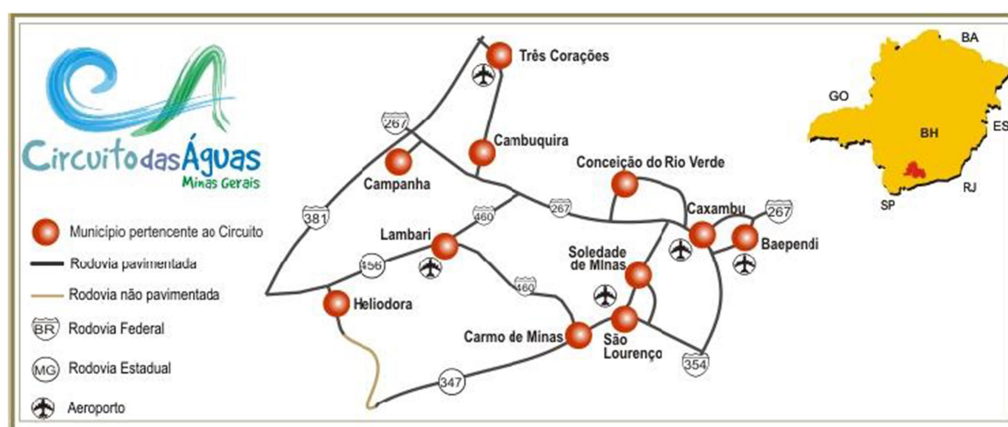 Circuito das Águas
Minas Gerais
Município pertencente ao Circuito
Rodovia pavimentada
Rodovia não pavimentada
BR Rodovia Federal
MG Rodovia Estadual
Aeroporto
Três Corações
267
Cambuquira
Campanha
Conceição do Rio Verde
381
460
267
Caxambu
267
Lambari
Baependi
Soledade
de Minas
456
460
Heliodora
Carmo de Minas
São
Lourenço
354
347
BA
GO
ES
BH
RJ
SP